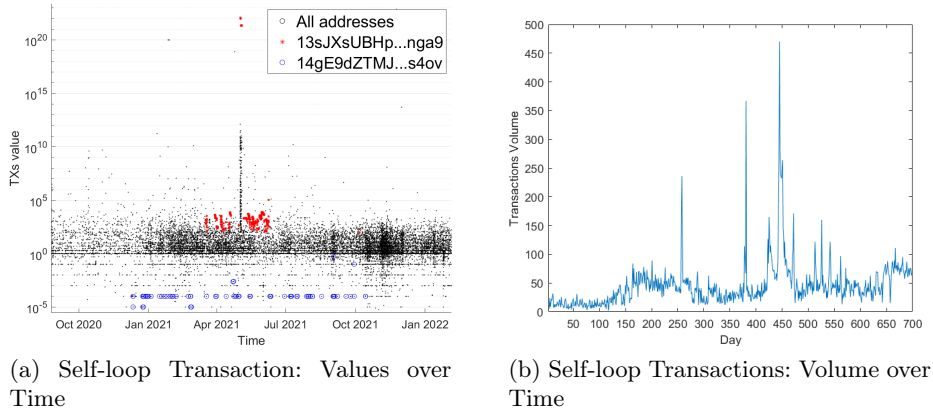 All addresses
13sJXsUBHp...nga9
14gE9dZTMJ...s4ov
10^20
10^15
10^10
10^5
10^0
10^-5
TXs value
Oct 2020 Jan 2021 Apr 2021 Jul 2021 Oct 2021 Jan 2022
Time
(a) Self-loop Transaction: Values over
Time
500
450
400
350
300
250
200
150
100
50
0
Transactions Volume
50 100 150 200 250 300 350 400 450 500 550 600 650 700
Day
(b) Self-loop Transactions: Volume over
Time